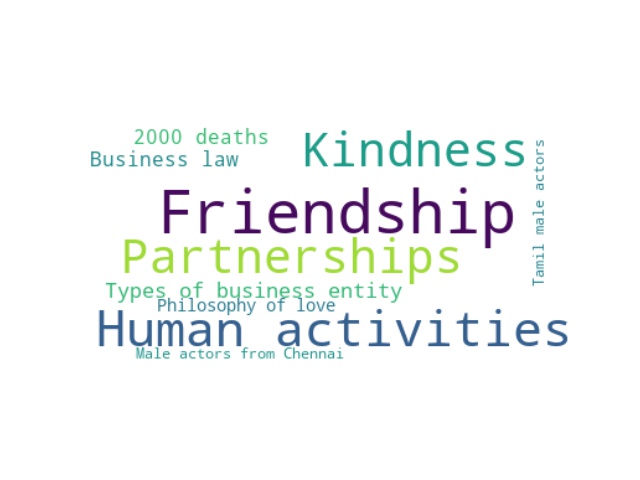 2000 deaths
Kindness
Business law
Tamil male actors
Friendship
Partnerships
Types of business entity
Philosophy of love
Human activities
Male actors from Chennai